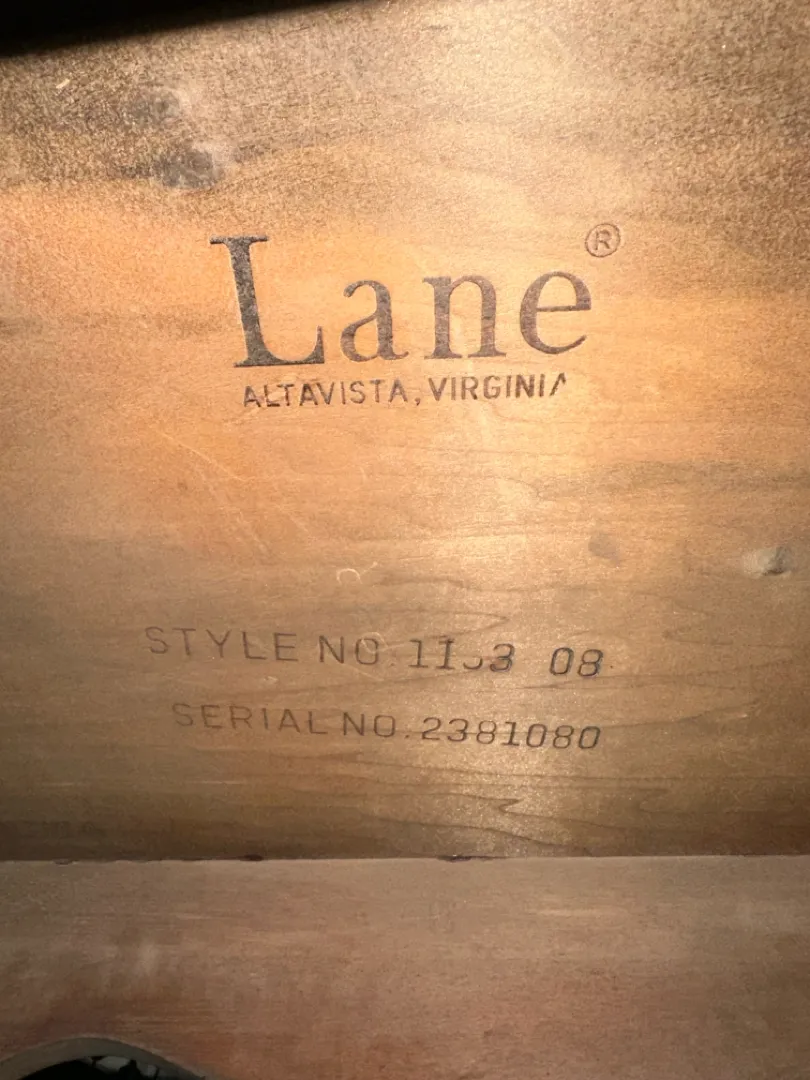 Lane®
ALTAVISTA, VIRGINIA
STYLE NO. 08
SERIAL NO. 2381080